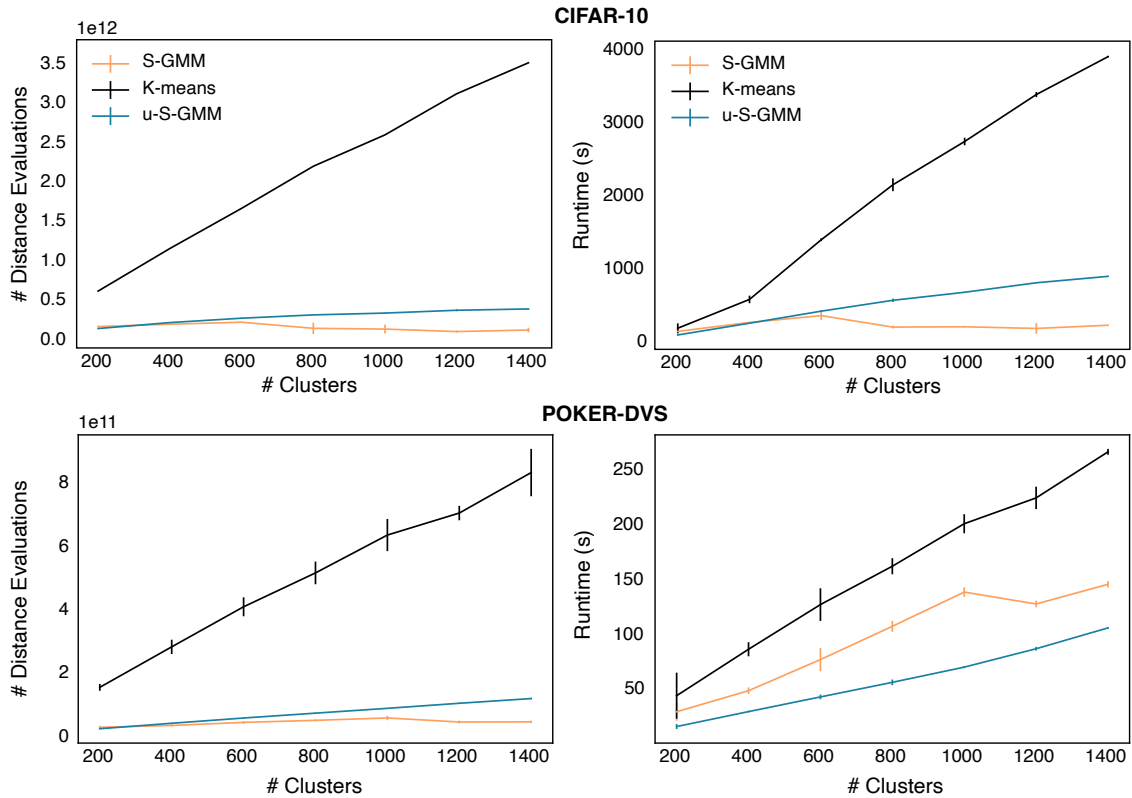 CIFAR-10
1e12
# Distance Evaluations
3.5
3.0
2.5
2.0
1.5
1.0
0.5
0.0
S-GMM
K-means
u-S-GMM
200 400 600 800 1000 1200 1400
# Clusters
Runtime (s)
4000
3000
2000
1000
0
S-GMM
K-means
u-S-GMM
200 400 600 800 1000 1200 1400
# Clusters
POKER-DVS
1e11
# Distance Evaluations
8
6
4
2
0
200 400 600 800 1000 1200 1400
# Clusters
Runtime (s)
250
200
150
100
50
200 400 600 800 1000 1200 1400
# Clusters